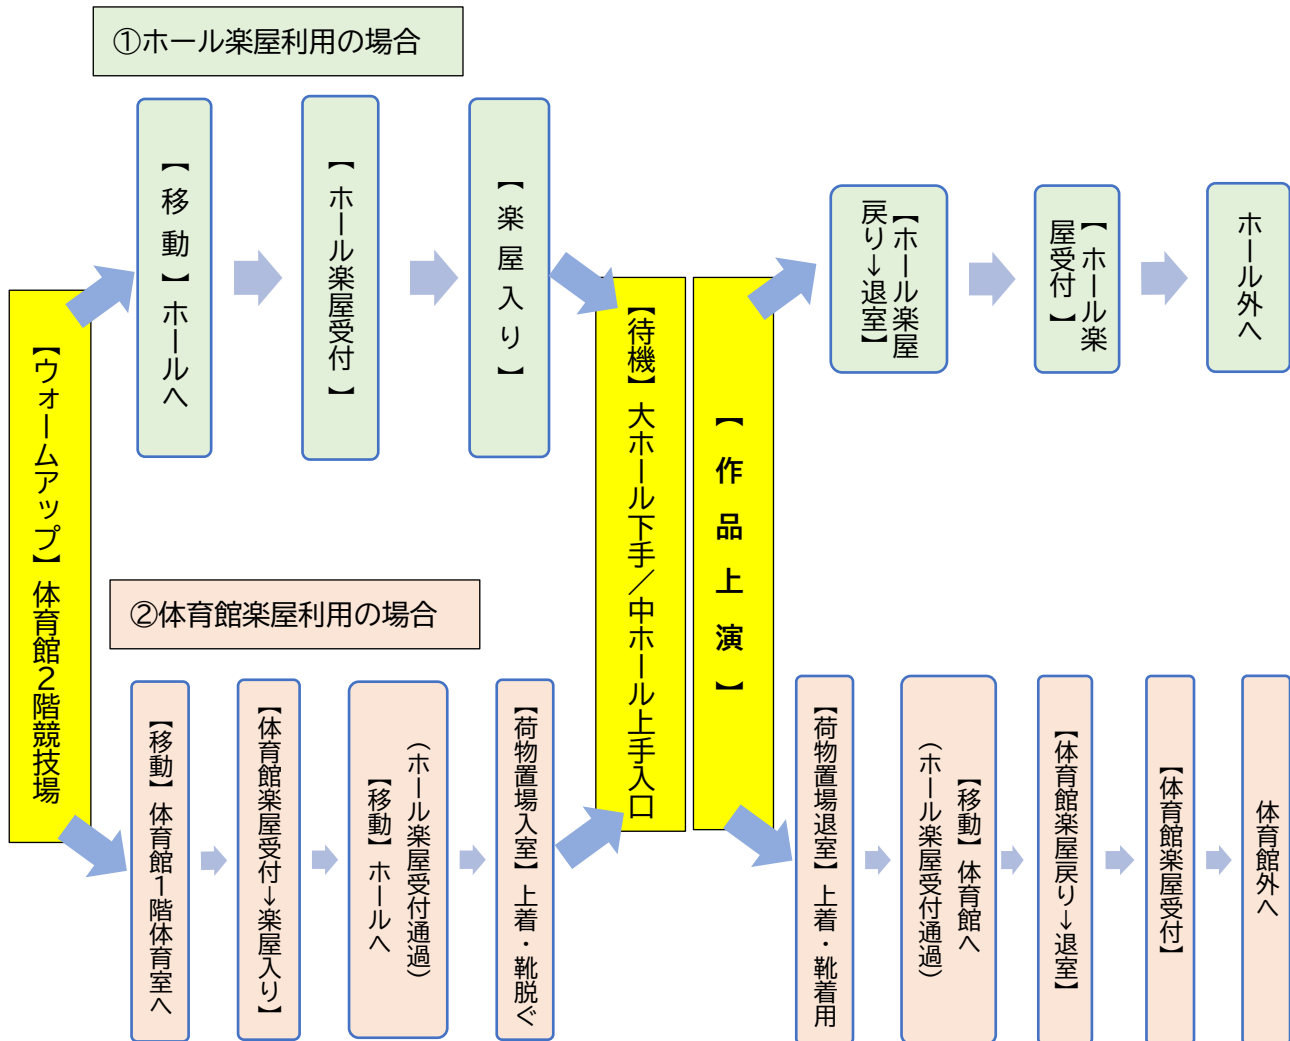 ①ホール楽屋利用の場合
【ウォームアップ】体育館２階競技場
【移動】ホールへ
【ホール楽屋受付】
【楽屋入り】
【待機】大ホール下手／中ホール上手入口
【作品上演】
【ホール楽屋
戻り→退室】
【ホール楽
屋受付】
ホール外へ
②体育館楽屋利用の場合
【移動】体育館１階体育室へ
【体育館楽屋受付→楽屋入り】
（ホール楽屋受付通過）
【移動】ホールへ
【荷物置場入室】上着・靴脱ぐ
【荷物置場退室】上着・靴着用
【移動】体育館へ
（ホール楽屋受付通過）
【体育館楽屋戻り→退室】
【体育館楽屋受付】
体育館外へ